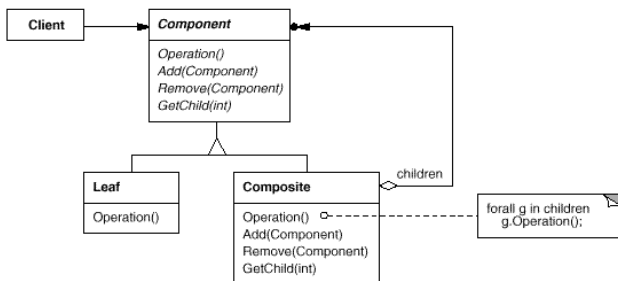 Client
Component
Operation()
Add(Component)
Remove(Component)
GetChild(int)
Leaf
Operation()
children
Composite
Operation()
Add(Component)
Remove(Component)
GetChild(int)
forall g in children
g.Operation();